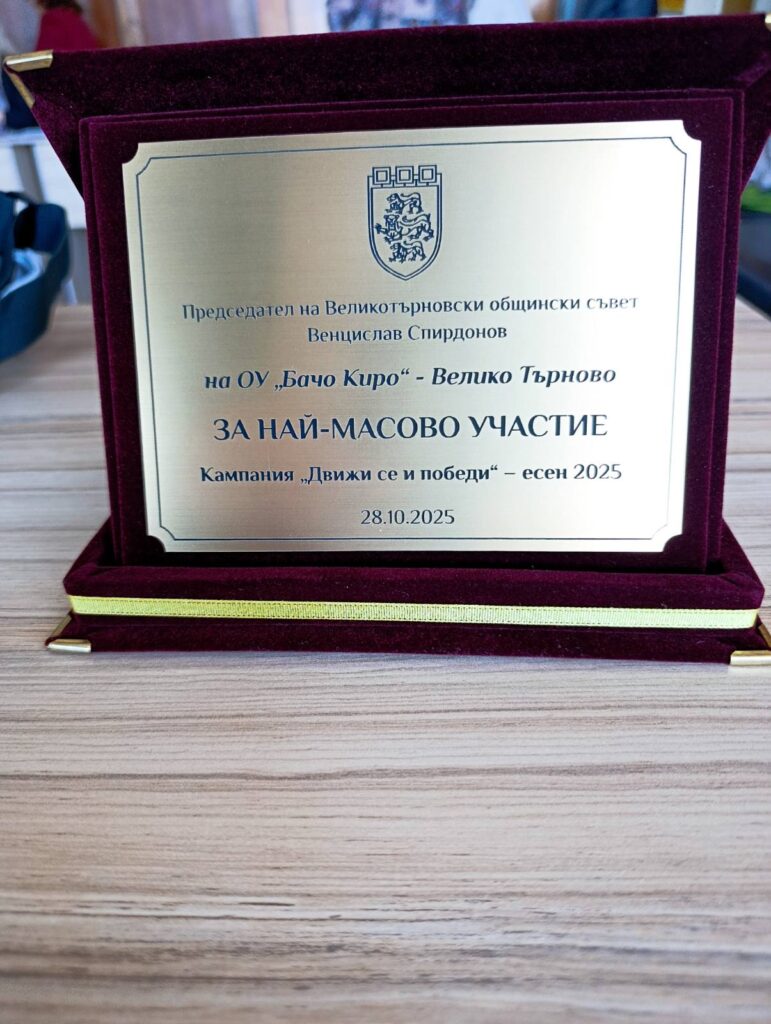 Председател на Великотърновски общински съвет
Венцислав Спирдонов
на ОУ „Бачо Киро“ - Велико Търново
ЗА НАЙ-МАСОВО УЧАСТИЕ
Кампания „Движи се и победи“ – есен 2025
28.10.2025